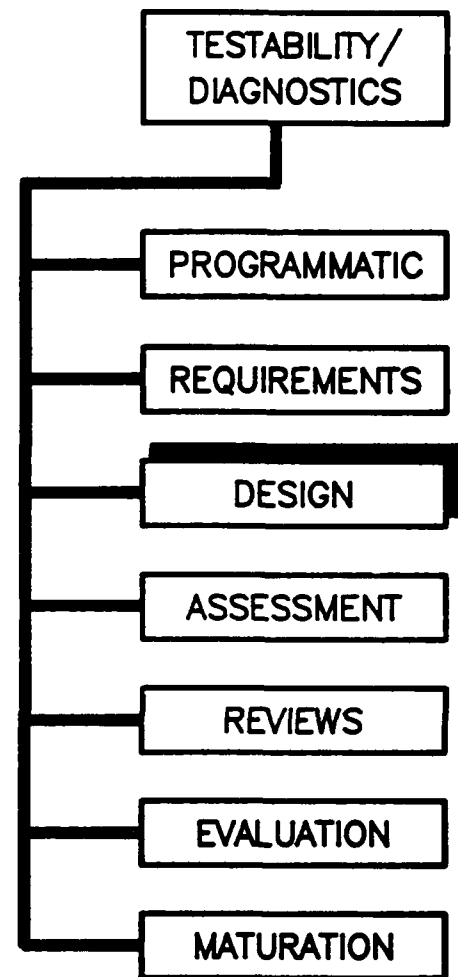 TESTABILITY/
DIAGNOSTICS
PROGRAMMATIC
REQUIREMENTS
DESIGN
ASSESSMENT
REVIEWS
EVALUATION
MATURATION